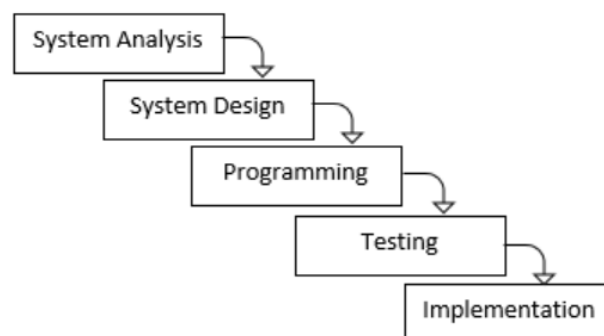 System Analysis
System Design
Programming
Testing
Implementation